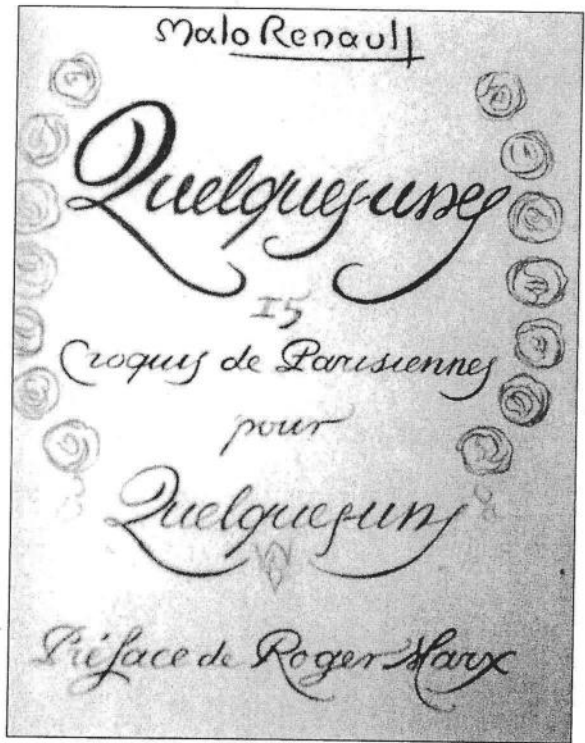 Malo Renault
Quelques-unes
15
Croquis de Parisiennes
pour
Quelques-uns
Préface de Roger Marx